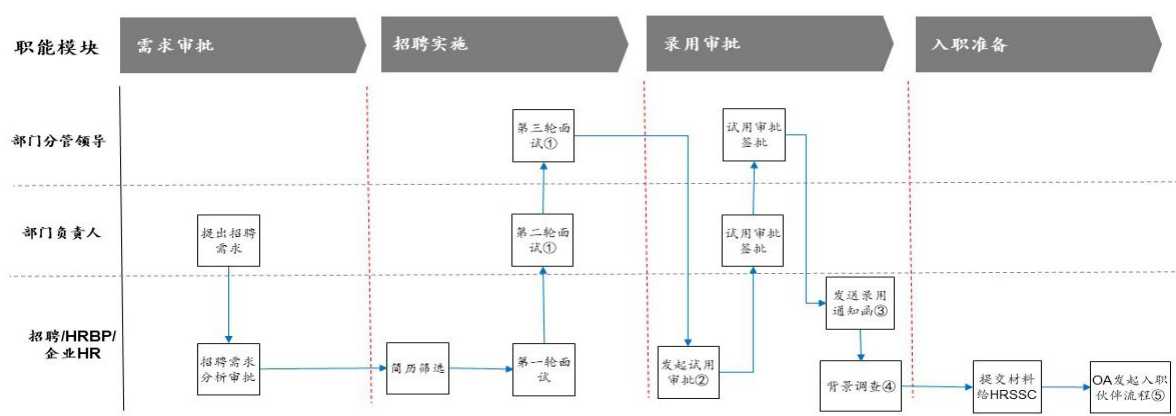 职能模块
需求审批
招聘实施
录用审批
入职准备
部门分管领导
第三轮面
试①
试用审批
签批
部门负责人
提出招聘
需求
第二轮面
试①
试用审批
签批
招聘/HRBP/
企业HR
发送录用
通知函③
招聘需求
分析审批
简历筛选
第一轮面
试
发起试用
审批②
背景调查④
提交材料
给HRSSC
OA发起入职
伙伴流程⑤